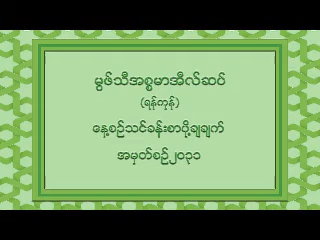 မွဖ်သီအစ္စမာအီလ်ဆပ်
(ရန်ကုန်)
နေ့စဉ်သင်ခန်းစာပို့ချချက်
အမှတ်စဉ်၂၀၃၁